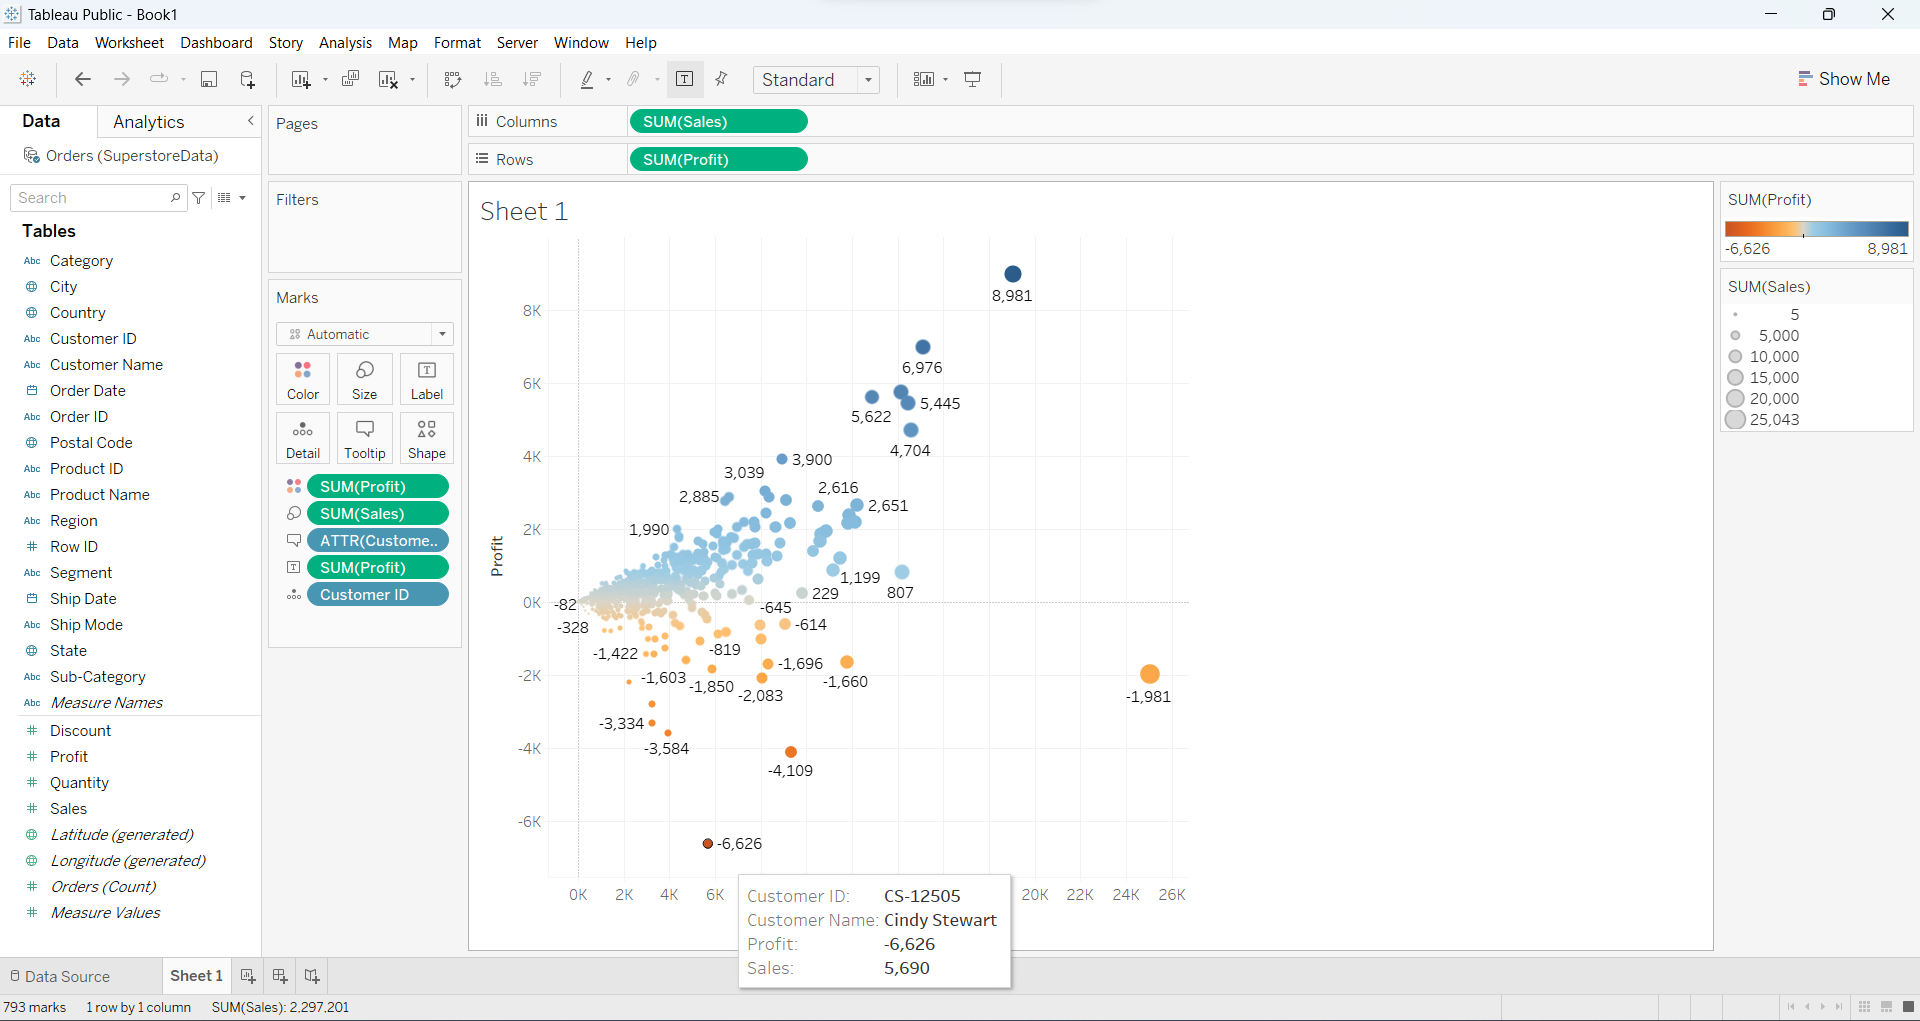 Tableau Public - Book1
File Data Worksheet Dashboard Story Analysis Map Format Server Window Help
Standard
Show Me
Data
Analytics
Orders (SuperstoreData)
Search
Tables
Abc Category
City
Country
Abc Customer ID
Abc Customer Name
Order Date
Abc Order ID
Postal Code
Abc Product ID
Abc Product Name
Abc Region
# Row ID
Abc Segment
Ship Date
Abc Ship Mode
State
Abc Sub-Category
Abc Measure Names
# Discount
# Profit
# Quantity
# Sales
Latitude (generated)
Longitude (generated)
# Orders (Count)
# Measure Values
Pages
Filters
Marks
Automatic
Color Size Label
Detail Tooltip Shape
SUM(Profit)
SUM(Sales)
ATTR(Custome..
SUM(Profit)
Customer ID
Columns
SUM(Sales)
Rows
SUM(Profit)
Sheet 1
Profit
8K
6K
4K
2K
0K
-2K
-4K
-6K
8,981
6,976
5,622
5,445
4,704
3,900
3,039
2,885
2,616
2,651
1,990
1,199
807
229
-82
-328
-645
-614
-819
-1,422
-1,603
-1,696
-1,660
-1,850
-2,083
-1,981
-3,334
-3,584
-4,109
-6,626
0K 2K 4K 6K 20K 22K 24K 26K
Customer ID: CS-12505
Customer Name: Cindy Stewart
Profit: -6,626
Sales: 5,690
SUM(Profit)
-6,626 8,981
SUM(Sales)
5
5,000
10,000
15,000
20,000
25,043
Data Source
Sheet 1
793 marks 1 row by 1 column SUM(Sales): 2,297,201